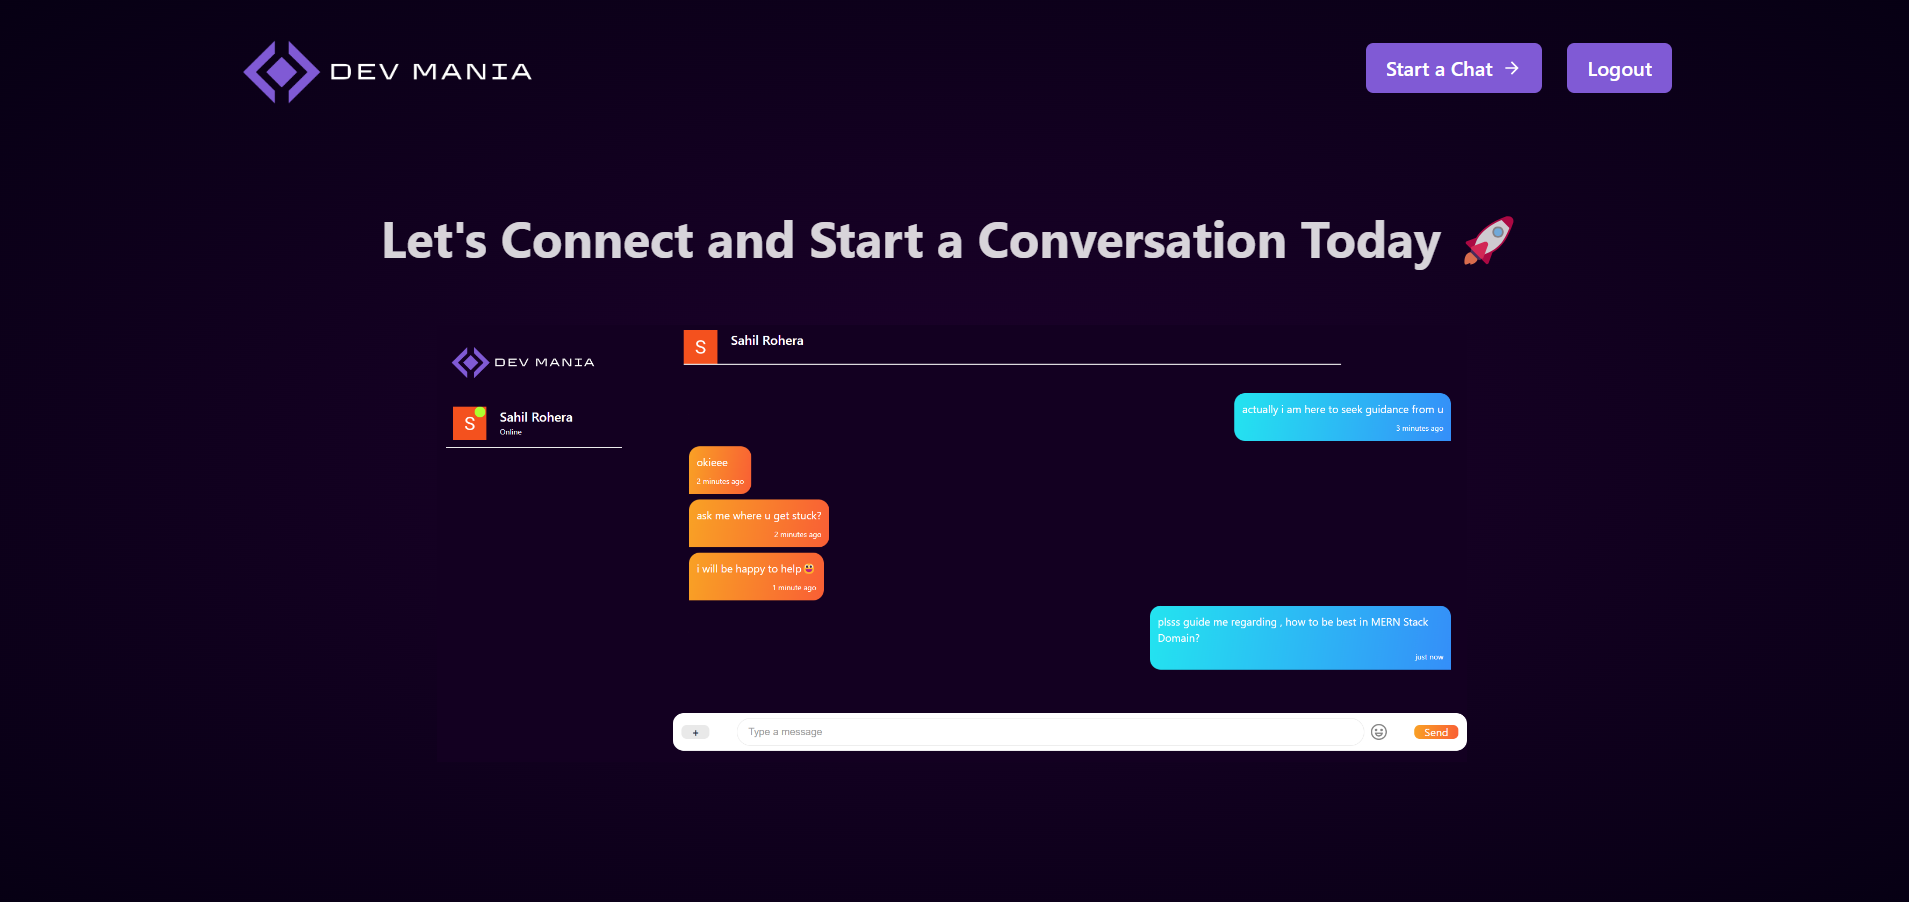 DEV MANIA
Start a Chat →
Logout
Let's Connect and Start a Conversation Today 🚀
DEV MANIA
S
Sahil Rohera
Online
S
Sahil Rohera
actually i am here to seek guidance from u
3 minutes ago
okieee
2 minutes ago
ask me where u get stuck?
2 minutes ago
i will be happy to help😃
1 minute ago
plsss guide me regarding , how to be best in MERN Stack
Domain?
just now
+
Type a message
Send